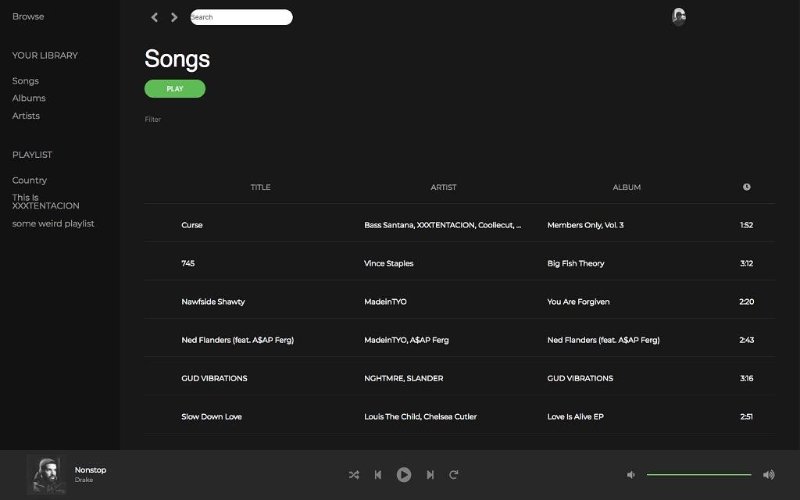 Browse
YOUR LIBRARY
Songs
Albums
Artists
PLAYLIST
Country
This Is
XXXTENTACION
some weird playlist
Search
Songs
PLAY
Filter
TITLE ARTIST ALBUM
Curse Bass Santana, XXXTENTACION, Cooliecut, ... Members Only, Vol. 3 1:52
745 Vince Staples Big Fish Theory 3:12
Nawfside Shawty MadeinTYO You Are Forgiven 2:20
Ned Flanders (feat. A$AP Ferg) MadeinTYO, A$AP Ferg Ned Flanders (feat. A$AP Ferg) 2:43
GUD VIBRATIONS NGHTMRE, SLANDER GUD VIBRATIONS 3:16
Slow Down Love Louis The Child, Chelsea Cutler Love Is Alive EP 2:51
Nonstop
Drake